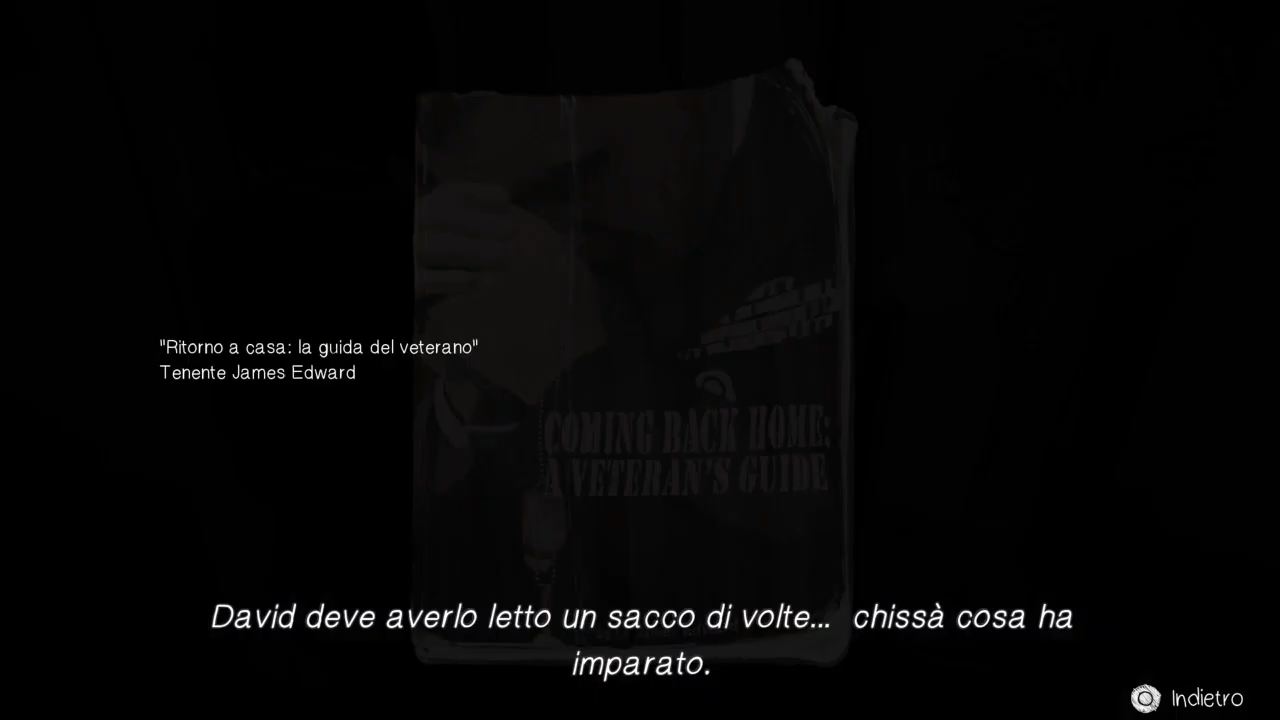 "Ritorno a casa: la guida del veterano"
Tenente James Edward
COMING BACK HOME:
A VETERAN'S GUIDE
David deve averlo letto un sacco di volte... chissà cosa ha
imparato.
Indietro